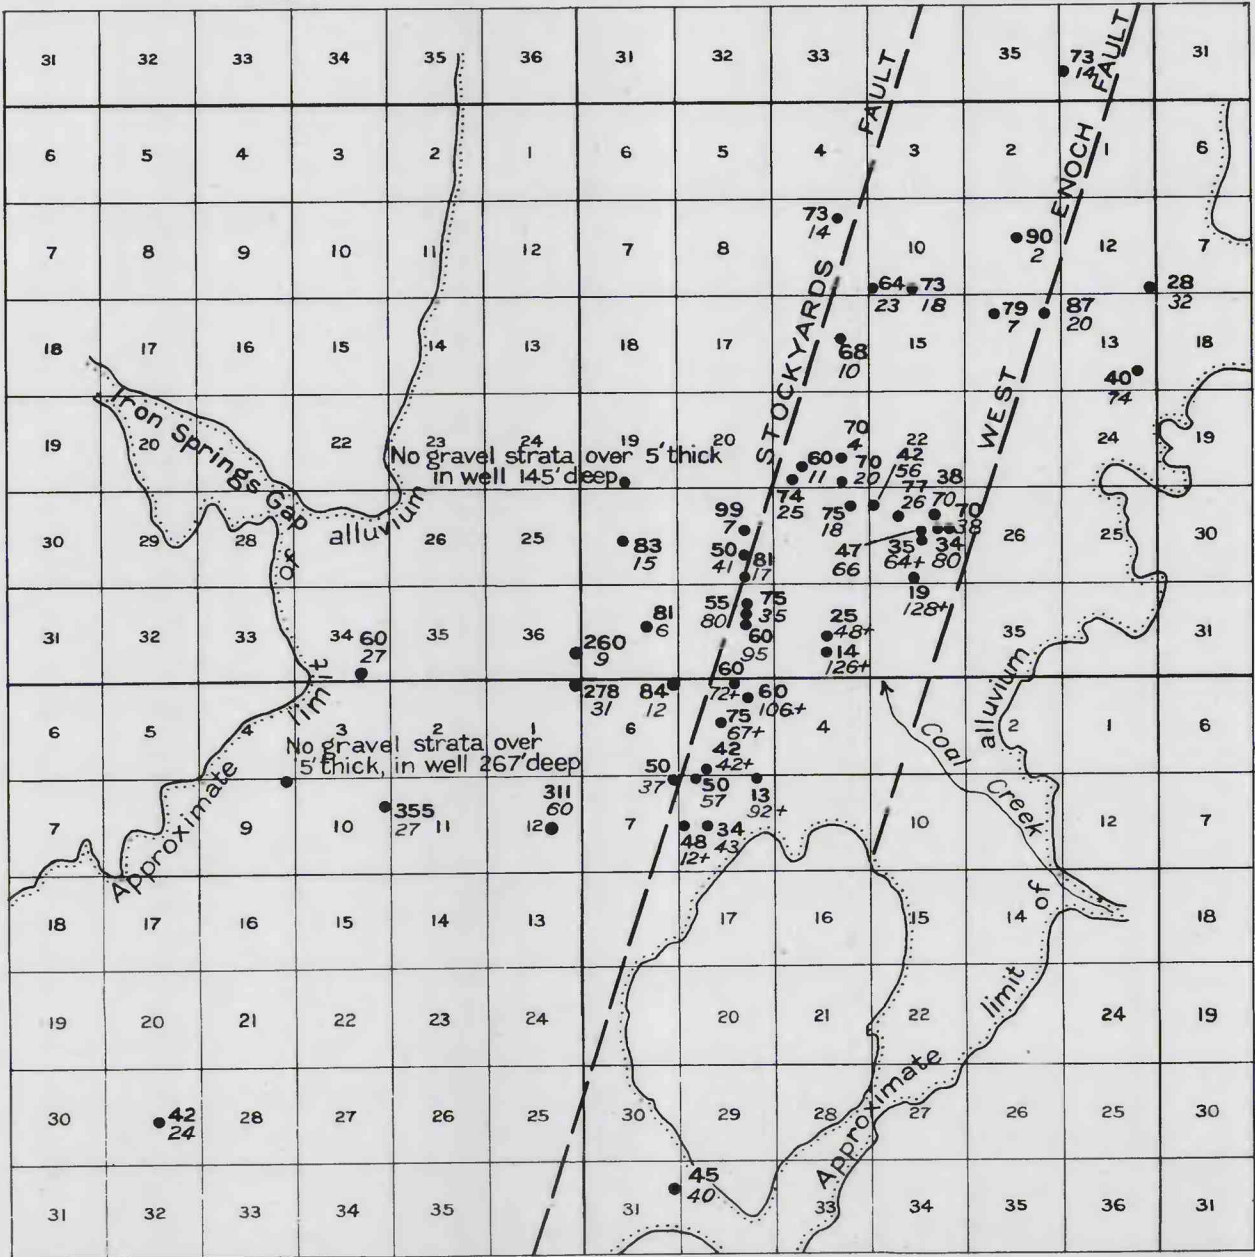 31 32 33 34 35 36 31 32 33 35 31
73
14
FAULT
FAULT
6 5 4 3 2 1 6 5 4 3 2 1 6
ENOCH
73
14
90
2
7 8 9 10 11 12 7 8 10 12 7
STOCKYARDS
64 73
23 18
28
32
79
7
87
20
18 17 16 15 14 13 18 17 15 13 18
68
10
40
74
WEST
Iron Springs Gap
19 20 22 23 24 19 20 22 24 19
No gravel strata over 5' thick
in well 145' deep
70
4
60
11
70
20
42
56
74
25
77
26
38
70
75
18
70
38
99
7
50
41
81
17
83
15
47
66
35
64+
34
80
30 29 28 26 25 26 25 30
alluvium
of
19
128+
55
80
75
35
60
95
81
6
25
48+
14
126+
31 32 33 34 35 36 35 31
60
27
260
9
limit
278
31
84
12
60
72+
60
106+
75
67+
42
42+
6 5 4 3 2 1 6 4 2 1 6
No gravel strata over
5' thick, in well 267' deep
alluvium
Coal
Creek
Approximate
50
37
50
57
13
92+
355
27
311
60
48
12+
34
43
7 9 10 11 12 7 10 12 7
18 17 16 15 14 13 17 16 15 14 18
of
limit
19 20 21 22 23 24 20 21 22 24 19
Approximate
42
24
30 28 27 26 25 30 29 28 27 26 25 30
45
40
31 32 33 34 35 31 33 34 35 36 31